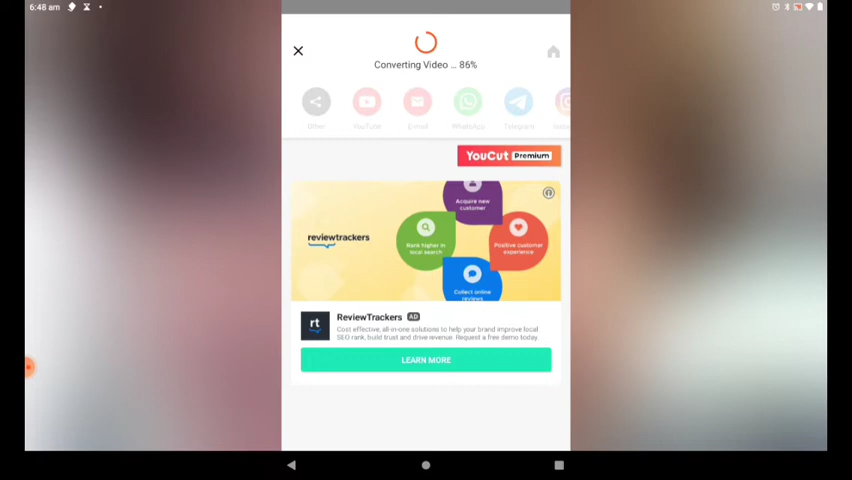 6:48 am
Converting Video ... 86%
Other YouTube E-mail WhatsApp Telegram
YouCut Premium
Acquire new
customer
reviewtrackers
Rank higher in
local search
Positive customer
experience
Collect online
reviews
rt
ReviewTrackers AD
Cost effective, all-in-one solutions to help your brand improve local
SEO rank, build trust and drive revenue. Request a free demo today.
LEARN MORE